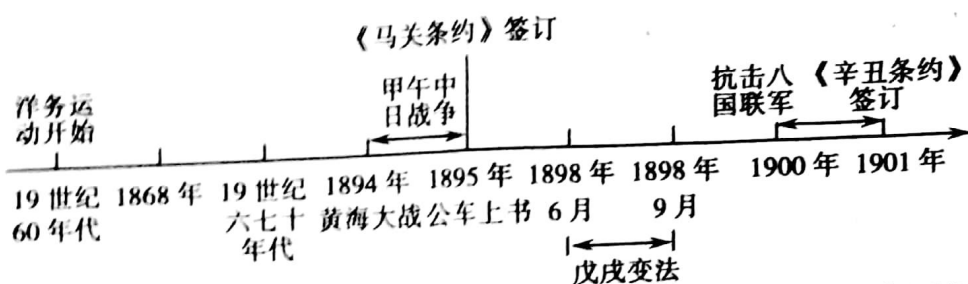 《马关条约》签订
甲午中
日战争
抗击八
国联军
《辛丑条约》
签订
洋务运
动开始
19世纪
60年代
1868年
19世纪
六七十
年代
1894年
黄海大战
1895年
公车上书
1898年
6月
1898年
9月
1900年
1901年
戊戌变法